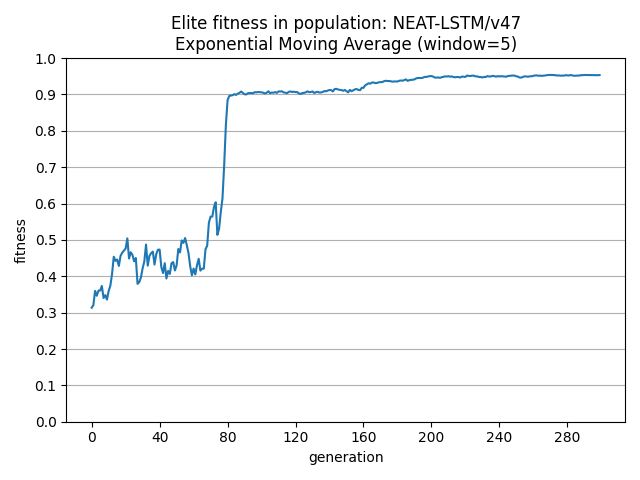 Elite fitness in population: NEAT-LSTM/v47
Exponential Moving Average (window=5)
1.0
0.9
0.8
0.7
0.6
0.5
0.4
0.3
0.2
0.1
0.0
fitness
0 40 80 120 160 200 240 280
generation